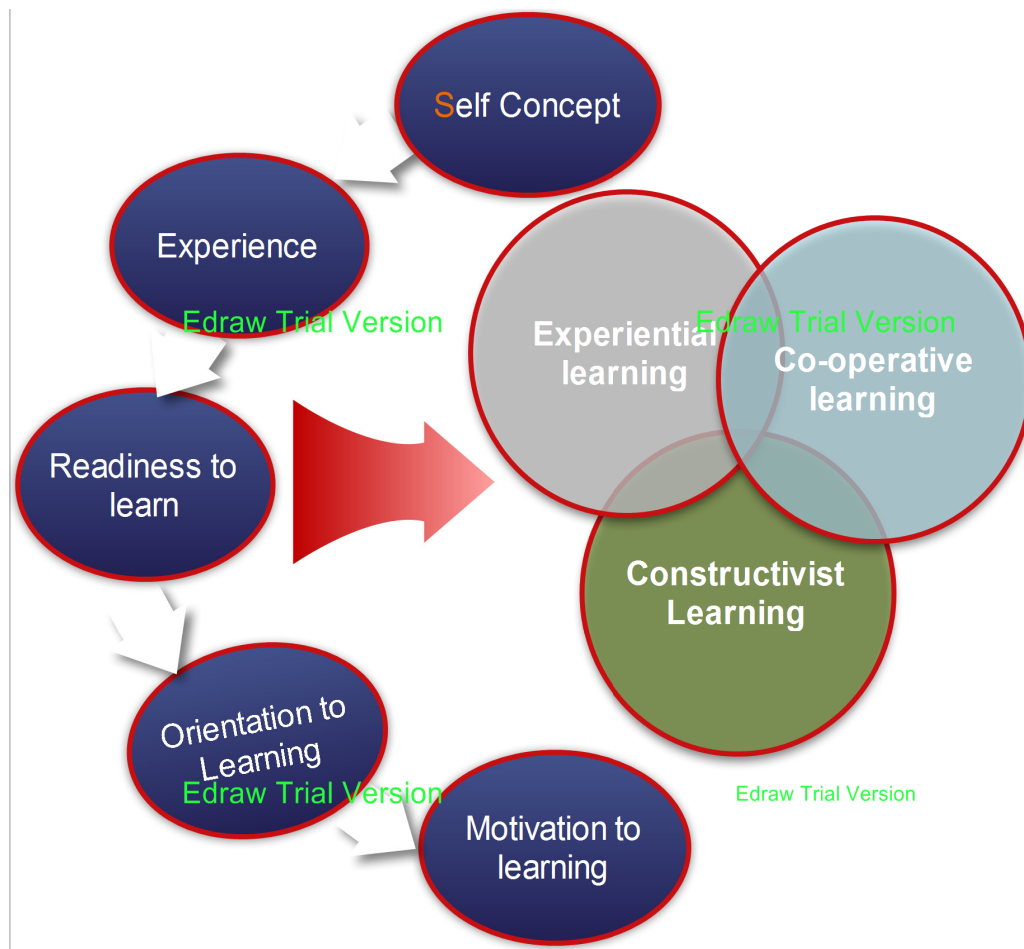 Self Concept
Experience
Edraw Trial Version
Edraw Trial Version
Experiential
learning
Co-operative
learning
Readiness to
learn
Constructivist
Learning
Orientation to
Learning
Edraw Trial Version
Edraw Trial Version
Motivation to
learning